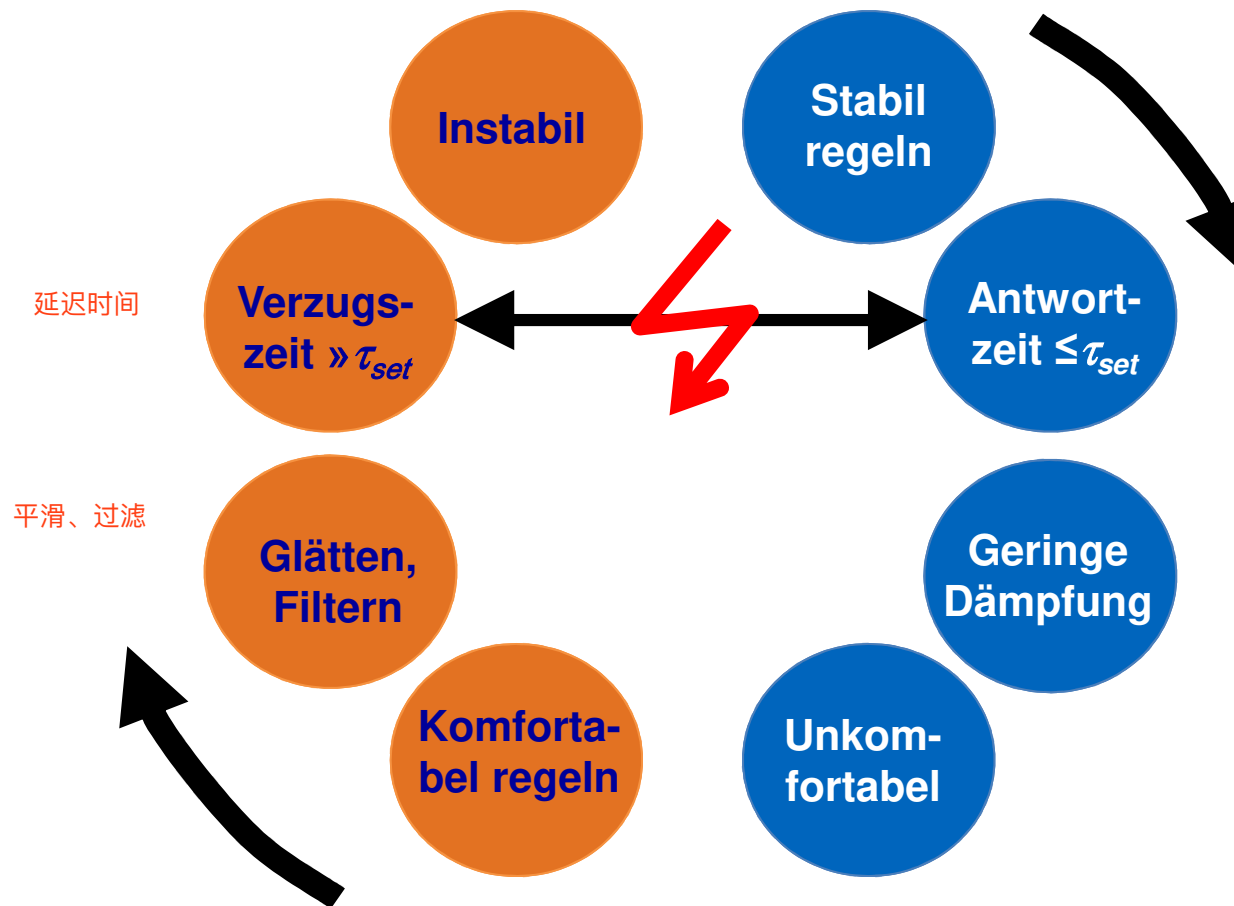 Instabil
Stabil
regeln
延迟时间
Verzugs-
zeit » τset
Antwort-
zeit ≤ τset
平滑、过滤
Glätten,
Filtern
Geringe
Dämpfung
Komforta-
bel regeln
Unkom-
fortabel